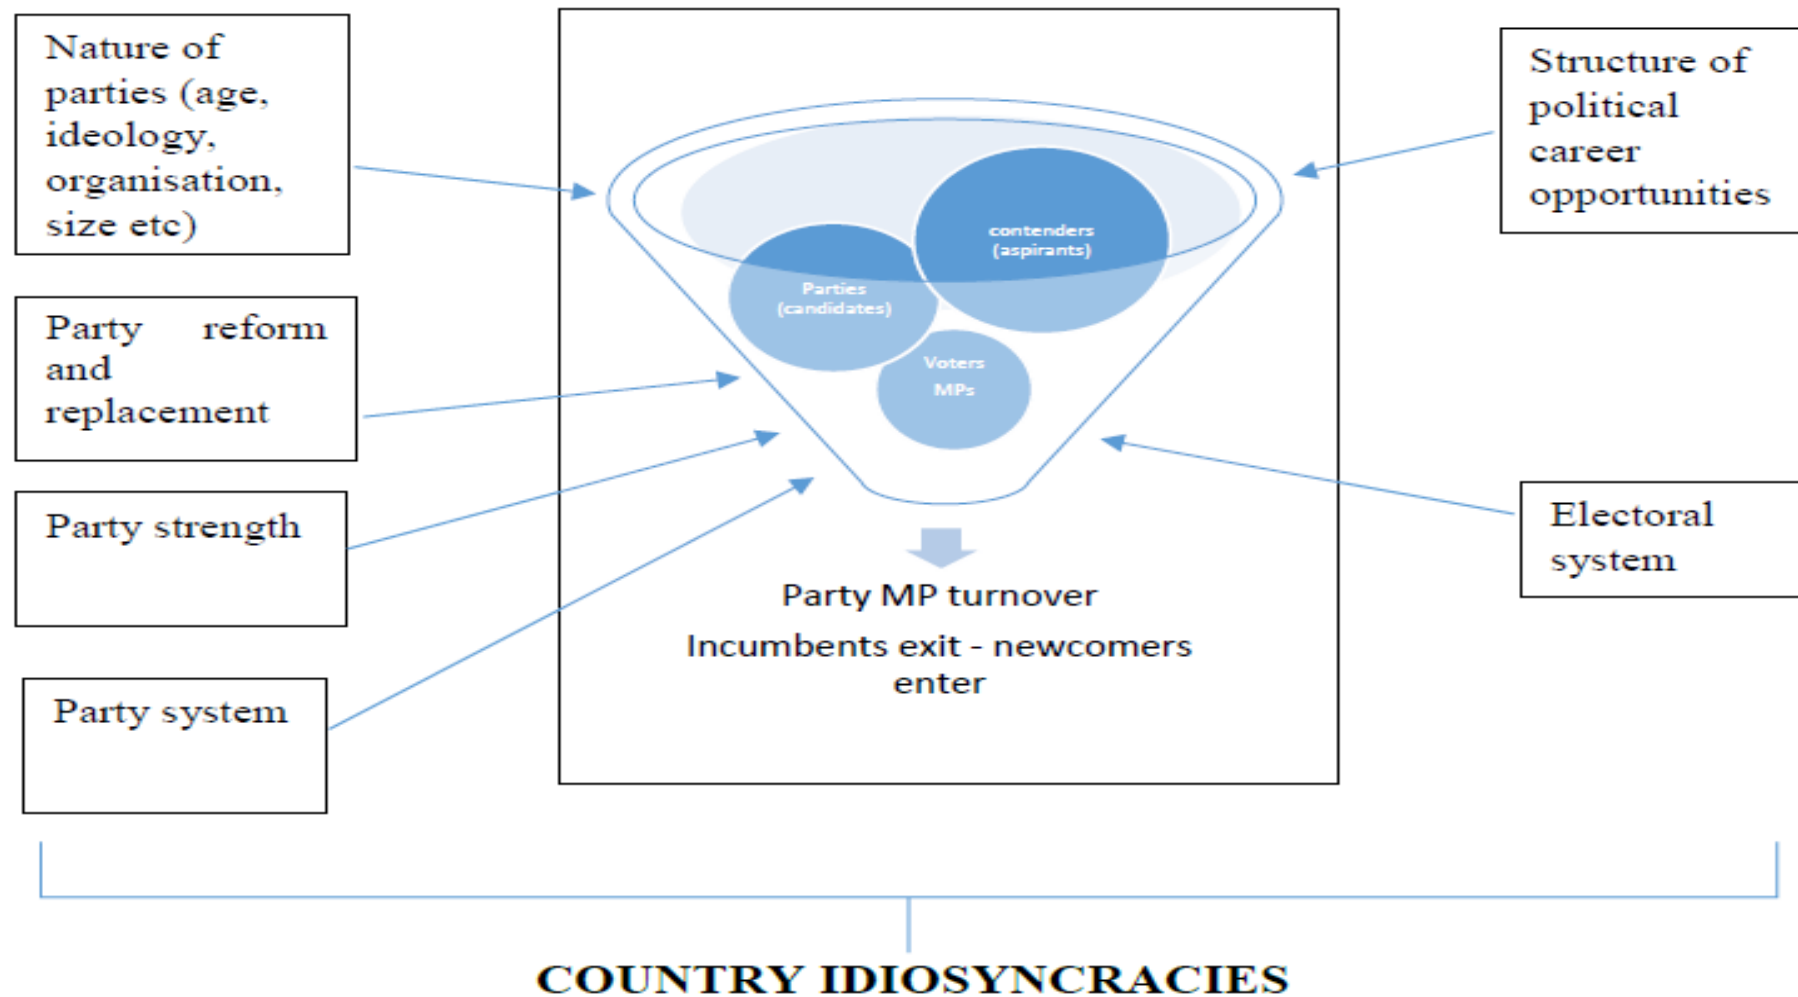 Nature of
parties (age,
ideology,
organisation,
size etc)
Party reform
and
replacement
Party strength
Party system
contenders
(aspirants)
Parties
(candidates)
Voters
MPs
Party MP turnover
Incumbents exit - newcomers
enter
Structure of
political
career
opportunities
Electoral
system
COUNTRY IDIOSYNCRACIES